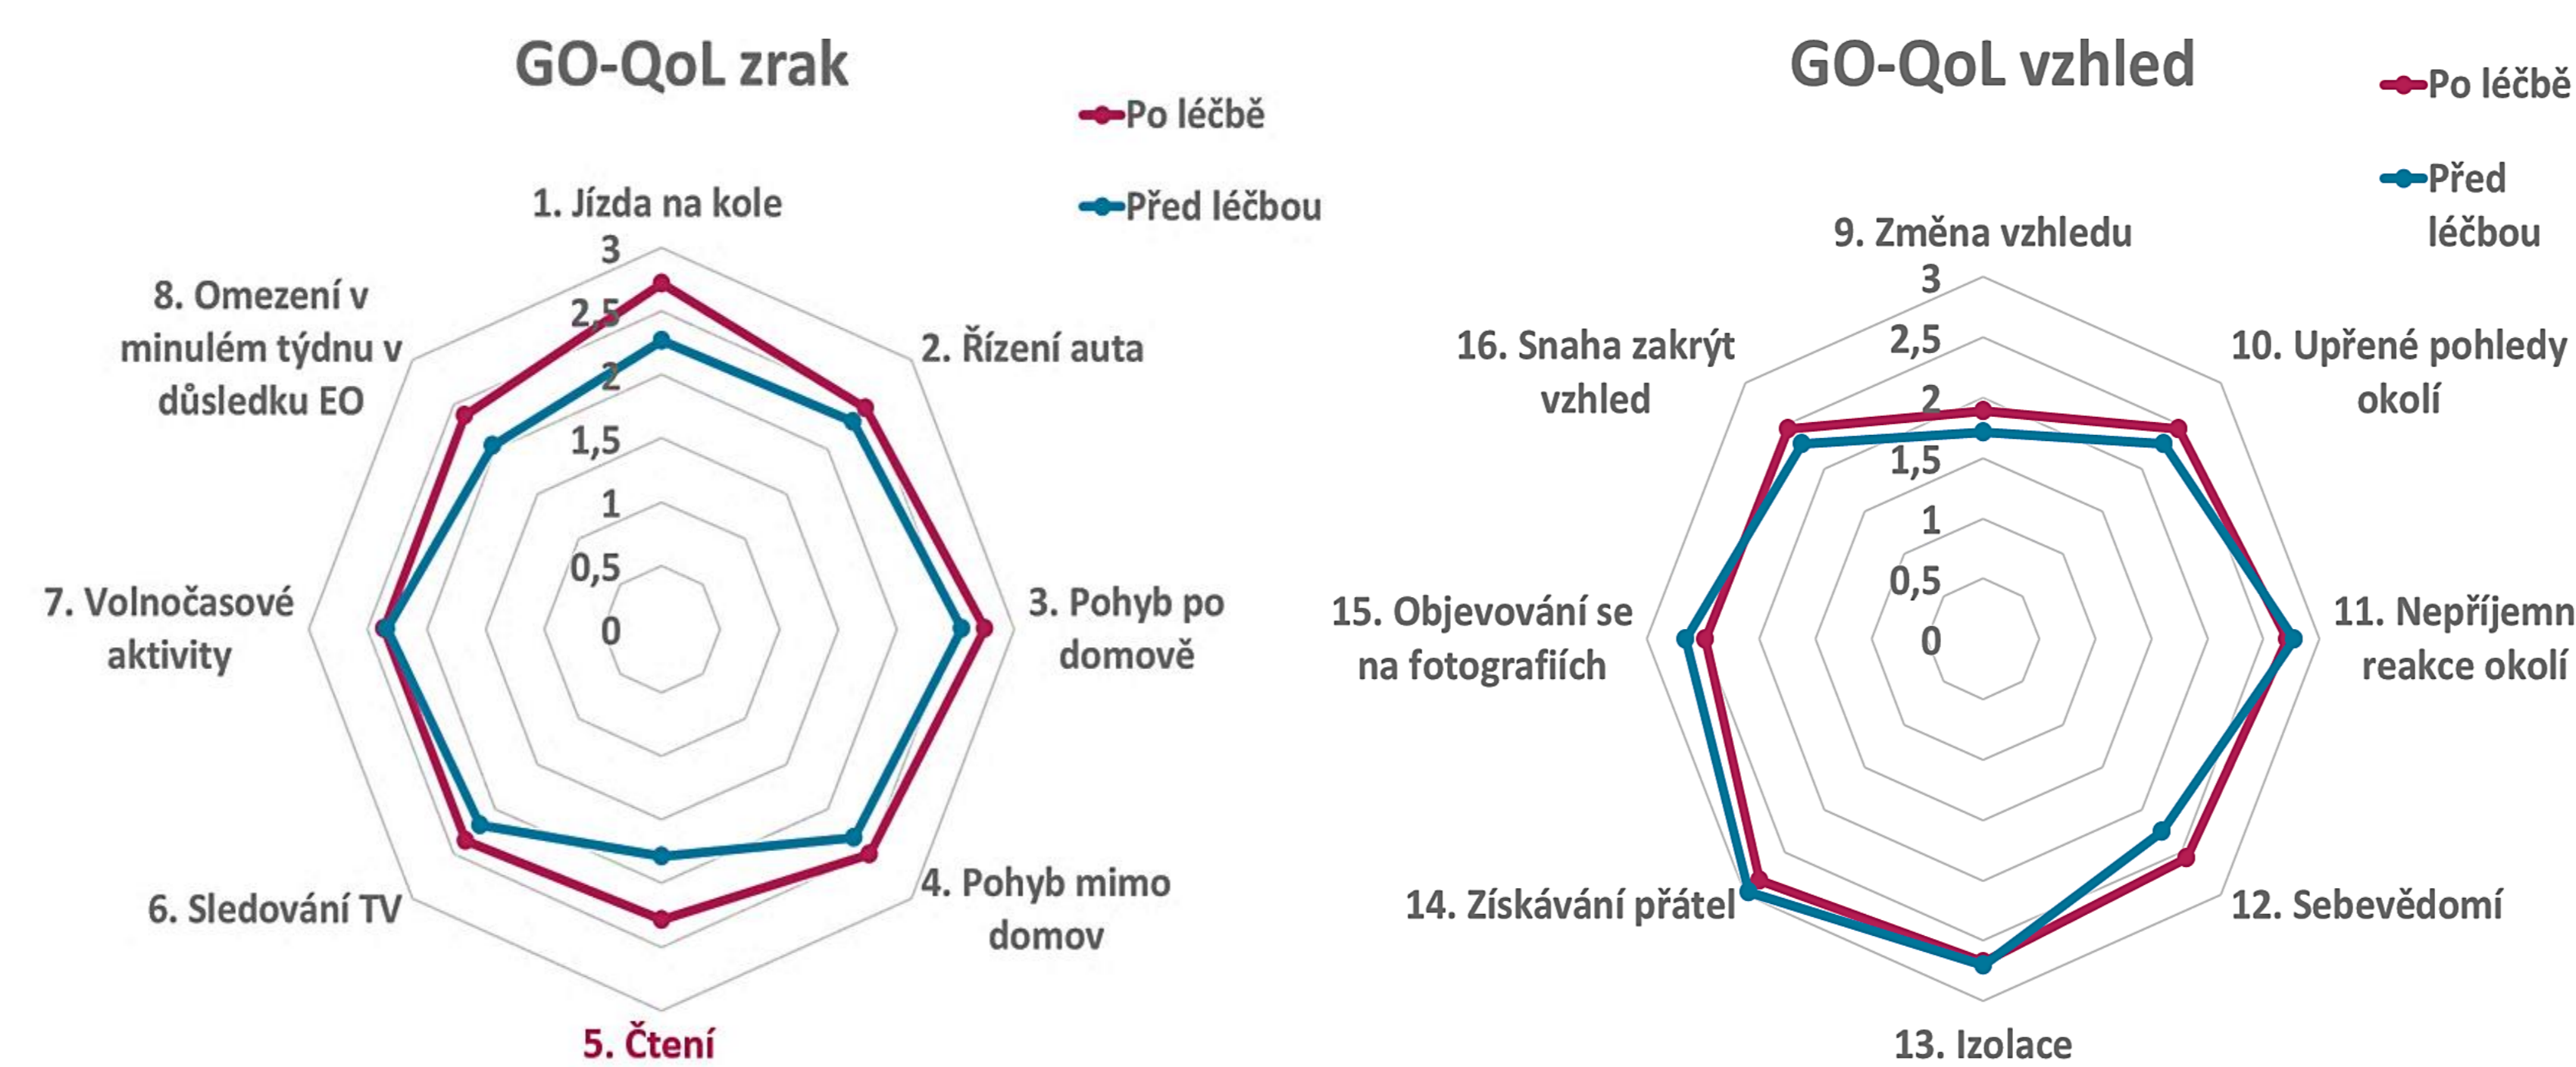 GO-QoL zrak
Po léčbě
Před léčbou
1. Jízda na kole
2. Řízení auta
3. Pohyb po
domově
4. Pohyb mimo
domov
5. Čtení
6. Sledování TV
7. Volnočasové
aktivity
8. Omezení v
minulém týdnu v
důsledku EO
3
2,5
2
1,5
1
0,5
0
GO-QoL vzhled
Po léčbě
Před
léčbou
9. Změna vzhledu
10. Upřené pohledy
okolí
11. Nepříjemn
reakce okolí
12. Sebevědomí
13. Izolace
14. Získávání přátel
15. Objevování se
na fotografiích
16. Snaha zakrýt
vzhled
3
2,5
2
1,5
1
0,5
0